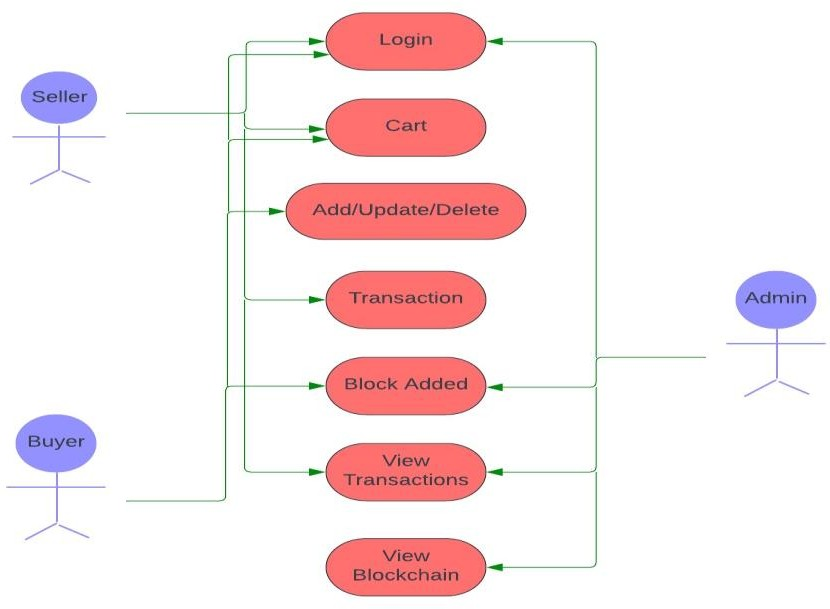 Login
Seller
Cart
Add/Update/Delete
Transaction
Admin
Block Added
Buyer
View
Transactions
View
Blockchain